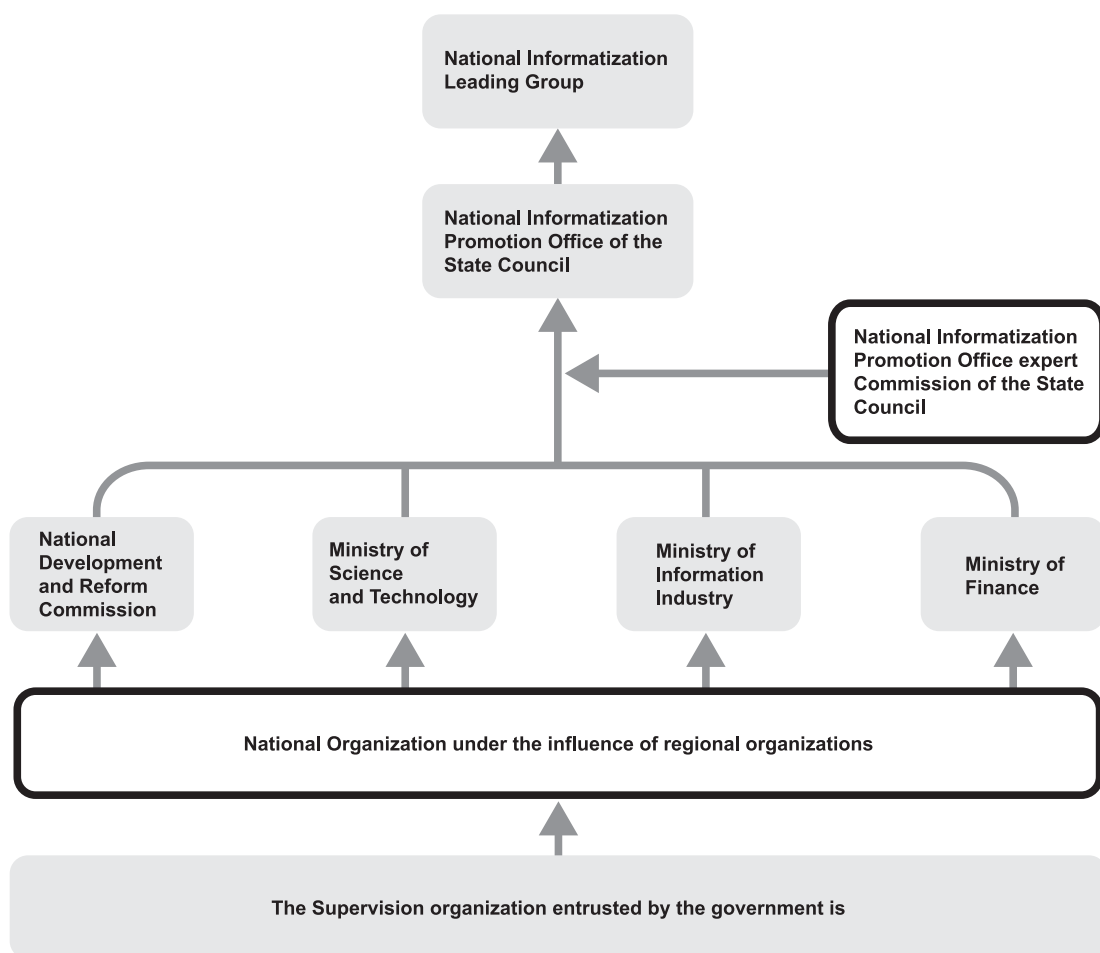 National Informatization
Leading Group
National Informatization
Promotion Office of the
State Council
National Informatization
Promotion Office expert
Commission of the State
Council
National
Development
and Reform
Commission
Ministry of
Science
and Technology
Ministry of
Information
Industry
Ministry of
Finance
National Organization under the influence of regional organizations
The Supervision organization entrusted by the government is